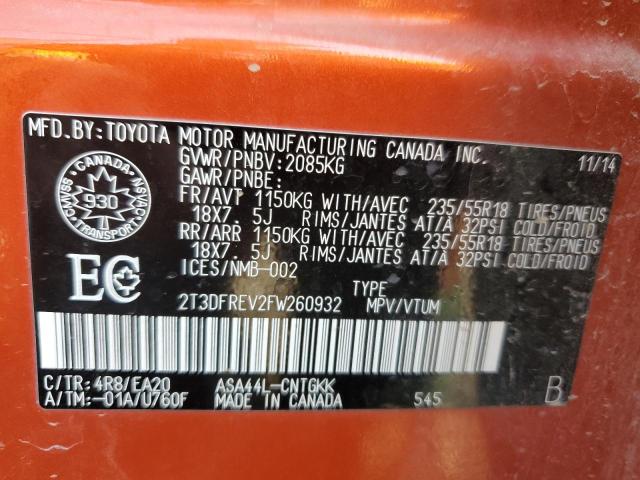 MFD.BY:TOYOTA MOTOR MANUFACTURING CANADA INC.
11/14
GVWR/PNBV:2085KG
GAWR/PNBE:
FR/AVT 1150KG WITH/AVEC 235/55R18 TIRES/PNEUS
18X7.5J RIMS/JANTES AT/A 32PSI COLD/FROID
RR/ARR 1150KG WITH/AVEC 235/55R18 TIRES/PNEUS
18X7.5J RIMS/JANTES AT/A 32PSI COLD/FROID
ICES/NMB-002
CANADA
CMVSS NSVAC
930
TRANSPORT
EC
TYPE
2T3DFREV2FW260932 MPV/VTUM
C/TR: 4R8/EA20 ASA44L-CNTGKK
A/TM:-01A/U760F MADE IN CANADA 545 B